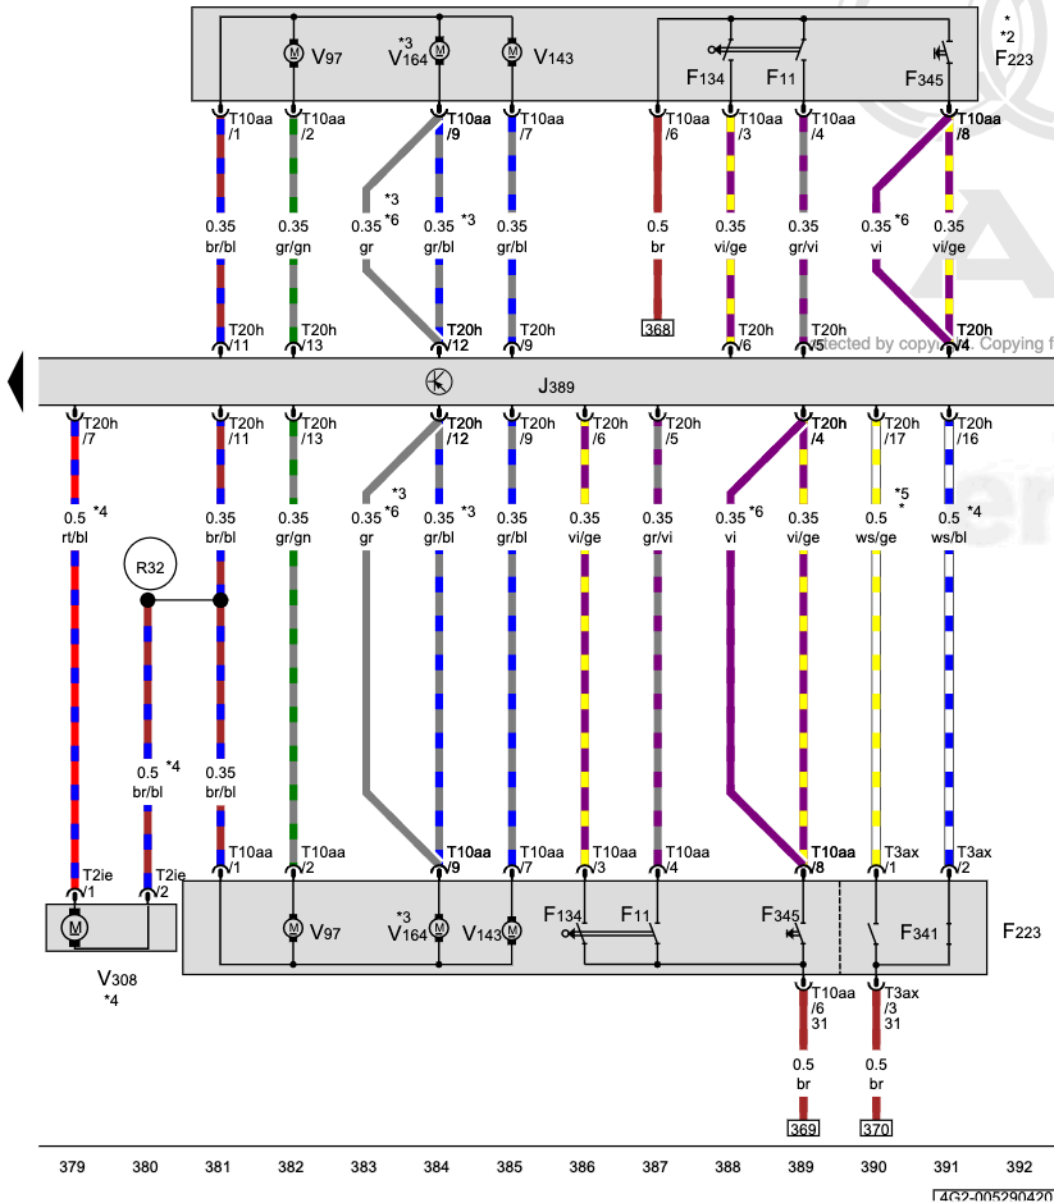 *
*2
F223
V97
*3
V164
V143
F134
F11
F345
T10aa
/1
T10aa
/2
T10aa
/9
T10aa
/7
T10aa
/6
T10aa
/3
T10aa
/4
T10aa
/8
0.35
br/bl
0.35
gr/gn
*3
0.35 *6
gr
0.35 *3
gr/bl
0.35
gr/bl
0.5
br
0.35
vi/ge
0.35
gr/vi
0.35 *6
vi
0.35
vi/ge
T20h
/11
T20h
/13
T20h
/12
T20h
/9
368
T20h
/6
T20h
/5
T20h
/4
by copyright. Copying f
J389
T20h
/7
T20h
/11
T20h
/13
T20h
/12
T20h
/9
T20h
/6
T20h
/5
T20h
/4
T20h
/17
T20h
/16
0.5 *4
rt/bl
0.35
br/bl
0.35
gr/gn
*3
0.35 *6
gr
0.35 *3
gr/bl
0.35
gr/bl
0.35
vi/ge
0.35
gr/vi
0.35 *6
vi
0.35
vi/ge
*5
*
0.5
ws/ge
0.5 *4
ws/bl
R32
0.5 *4
br/bl
0.35
br/bl
T2ie
/1
T2ie
/2
T10aa
/1
T10aa
/2
T10aa
/9
T10aa
/7
T10aa
/3
T10aa
/4
T10aa
/8
T3ax
/1
T3ax
/2
M
V308
*4
V97
*3
V164
V143
F134
F11
F345
F341
F223
T10aa
/6
31
T3ax
/3
31
0.5
br
0.5
br
369
370
379 380 381 382 383 384 385 386 387 388 389 390 391 392
4G2-005290420